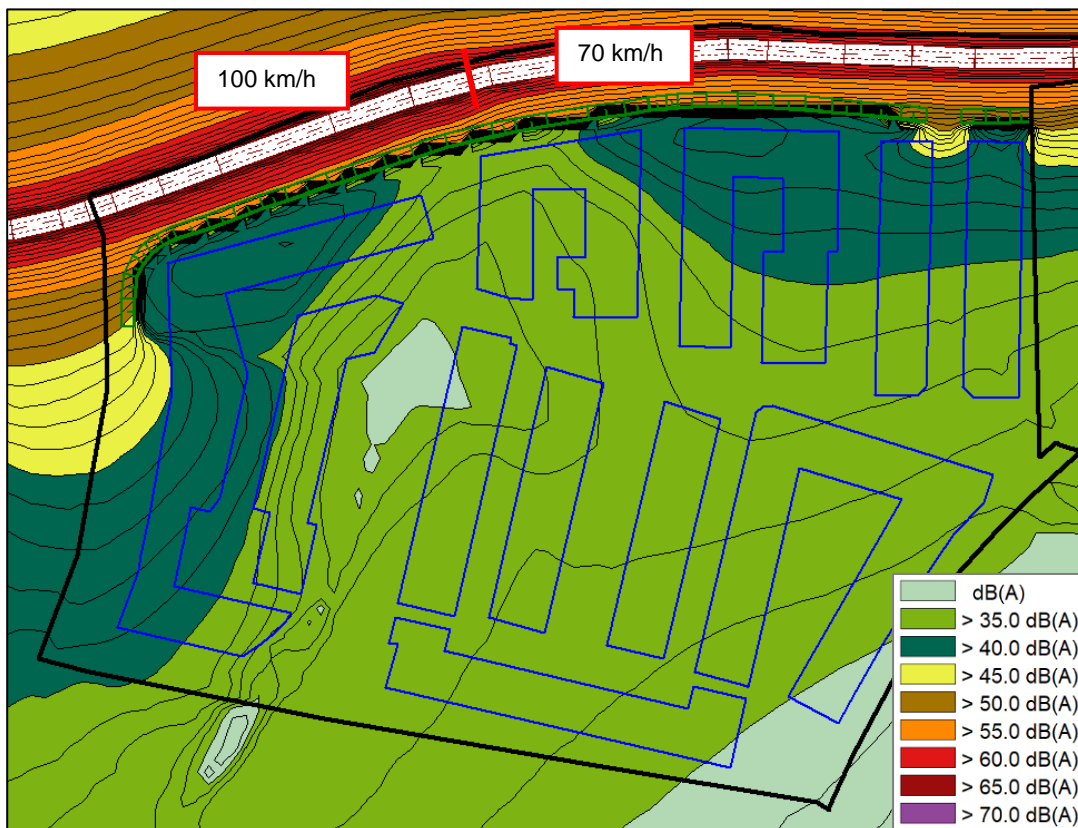 100 km/h
70 km/h
dB(A)
> 35.0 dB(A)
> 40.0 dB(A)
> 45.0 dB(A)
> 50.0 dB(A)
> 55.0 dB(A)
> 60.0 dB(A)
> 65.0 dB(A)
> 70.0 dB(A)